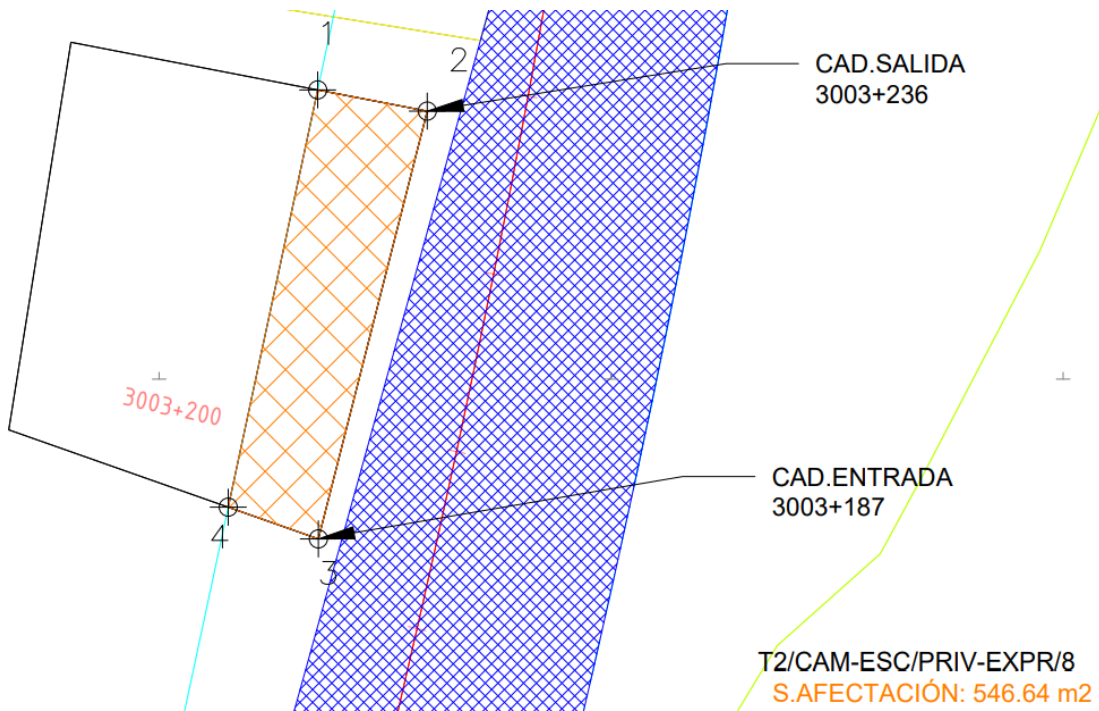 1
2
CAD.SALIDA
3003+236
3003+200
CAD.ENTRADA
3003+187
4
3
T2/CAM-ESC/PRIV-EXPR/8
S.AFECTACIÓN: 546.64 m2